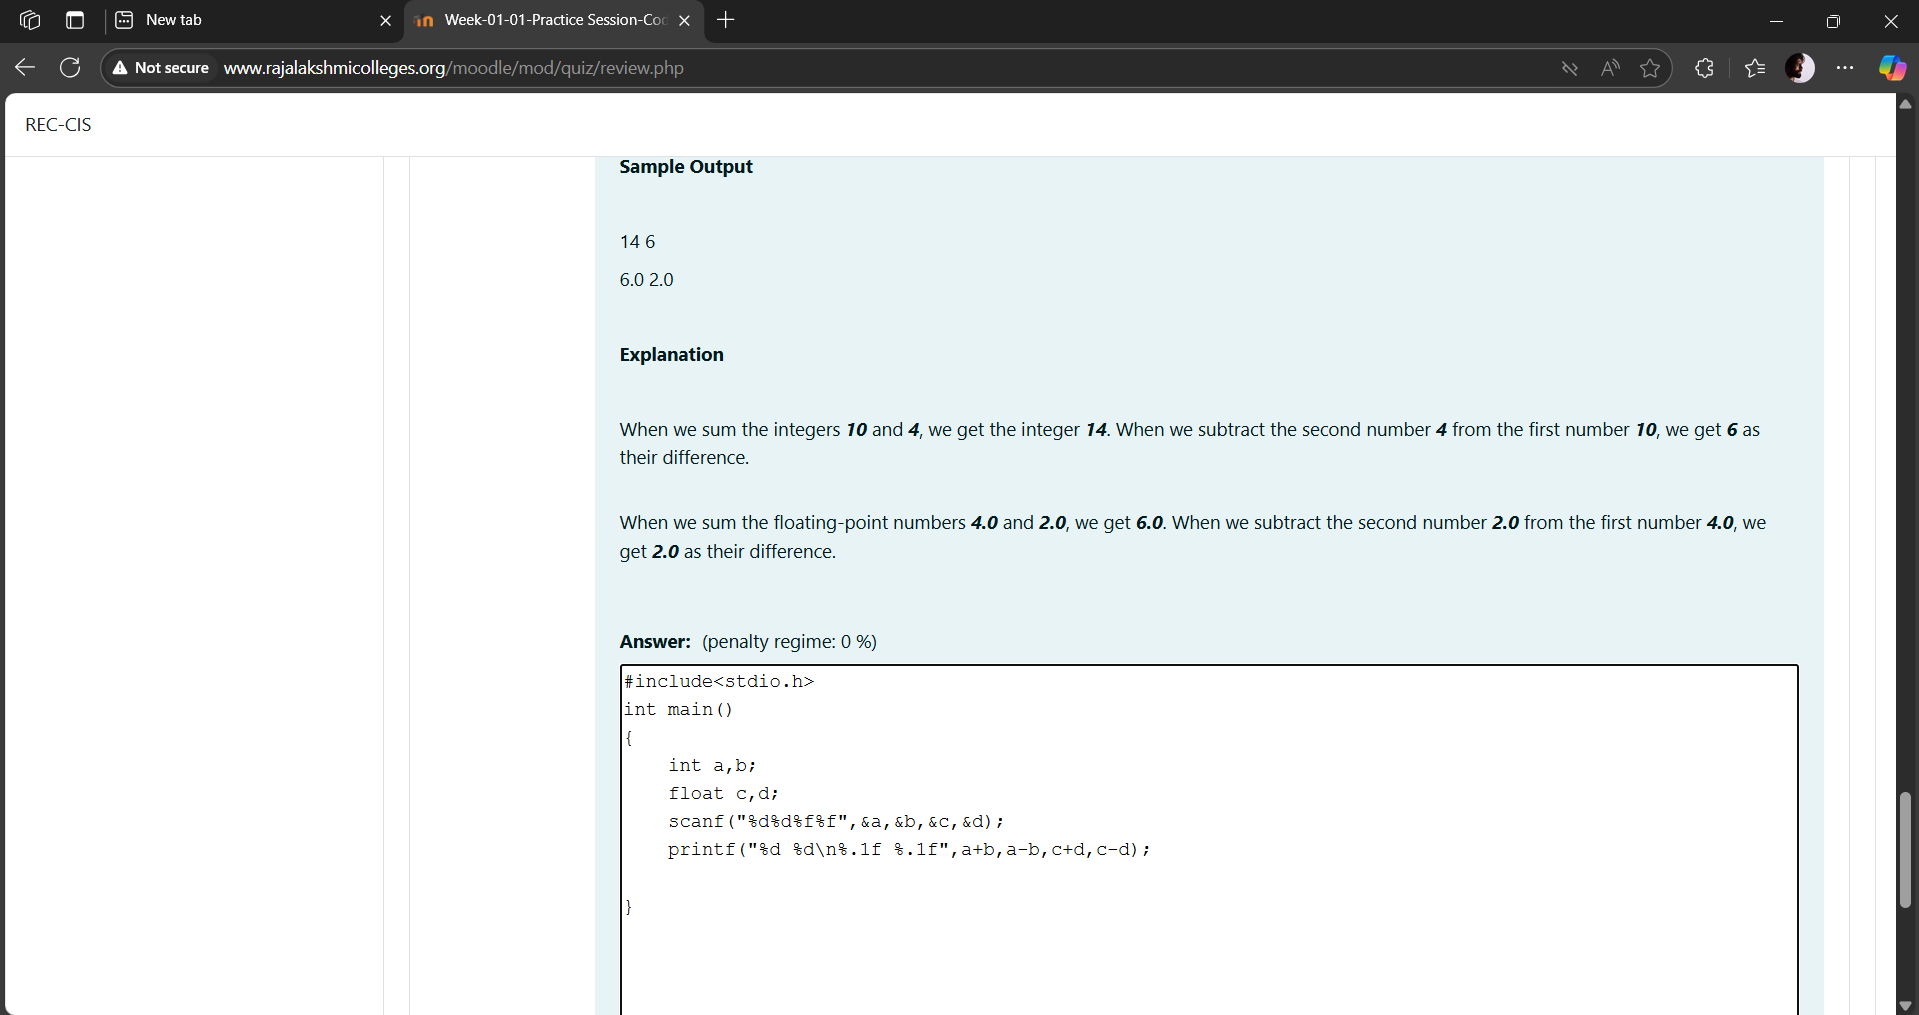 New tab
Week-01-01-Practice Session-Co
Not secure www.rajalakshmicolleges.org/moodle/mod/quiz/review.php
REC-CIS
Sample Output
14 6
6.0 2.0
Explanation
When we sum the integers 10 and 4, we get the integer 14. When we subtract the second number 4 from the first number 10, we get 6 as
their difference.
When we sum the floating-point numbers 4.0 and 2.0, we get 6.0. When we subtract the second number 2.0 from the first number 4.0, we
get 2.0 as their difference.
Answer: (penalty regime: 0 %)
#include<stdio.h>
int main()
{
    int a,b;
    float c,d;
    scanf("%d%d%f%f",&a,&b,&c,&d);
    printf("%d %d\n%.1f %.1f",a+b,a-b,c+d,c-d);
}